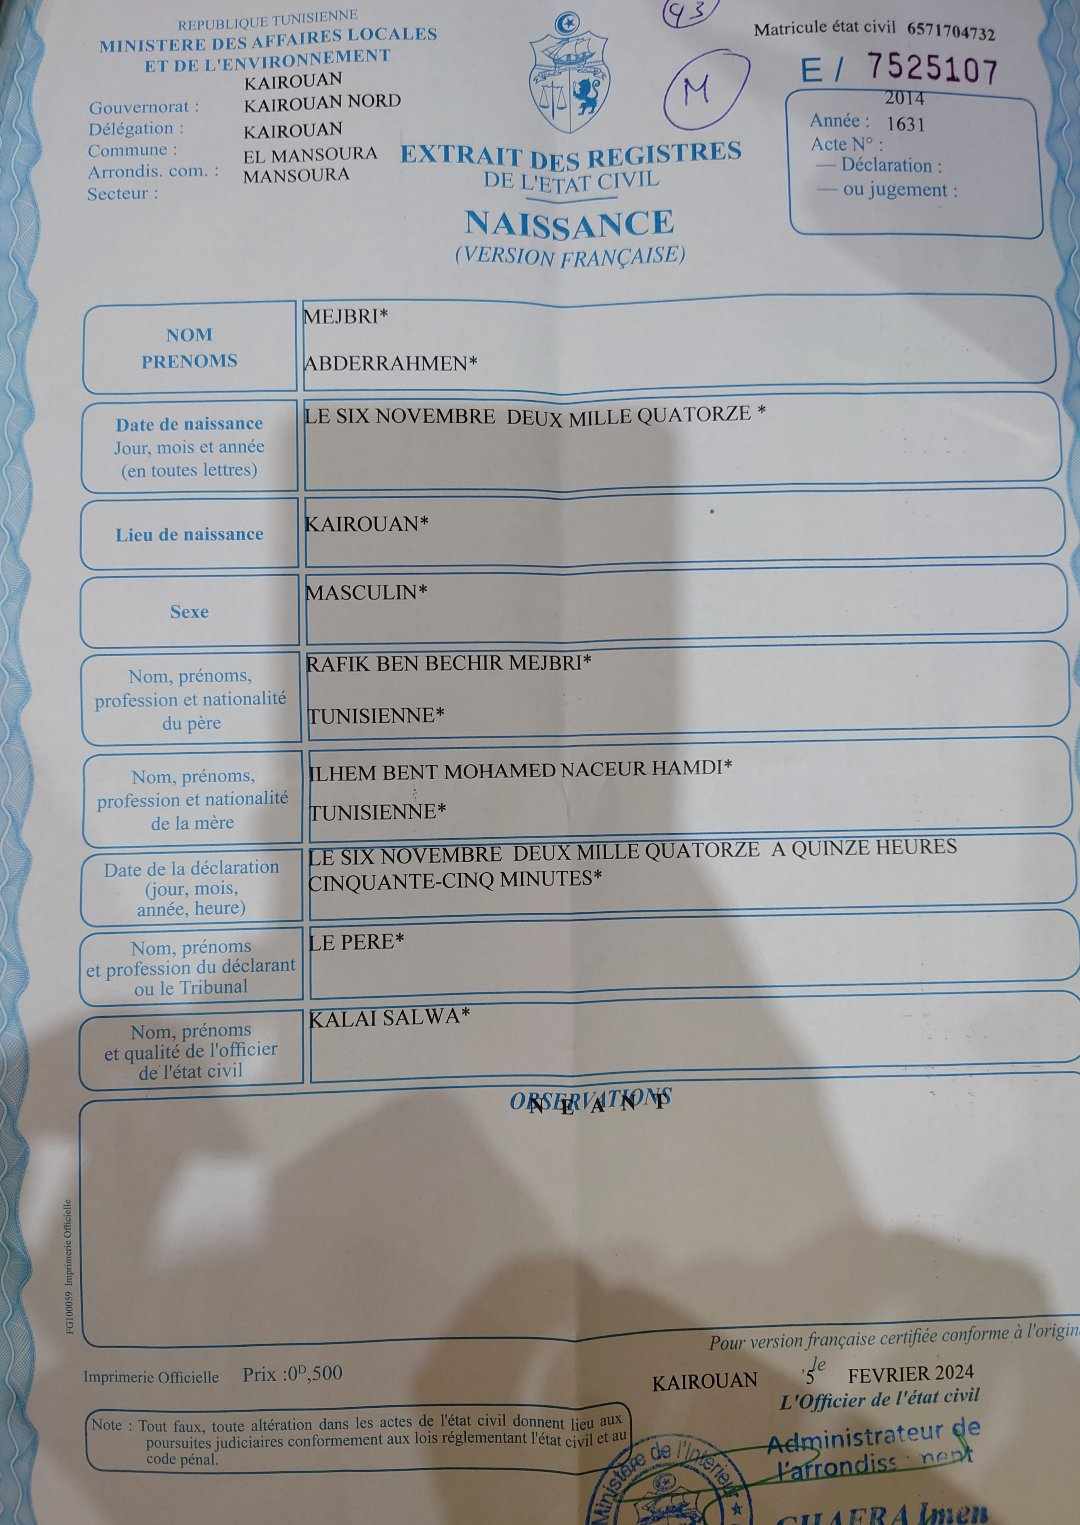 93
M
REPUBLIQUE TUNISIENNE
MINISTERE DES AFFAIRES LOCALES
ET DE L'ENVIRONNEMENT
KAIROUAN
Gouvernorat : KAIROUAN NORD
Délégation : KAIROUAN
Commune : EL MANSOURA
Arrondis. com. : MANSOURA
Secteur :
Matricule état civil 6571704732
E / 7525107
2014
Année : 1631
Acte N° :
— Déclaration :
— ou jugement :
EXTRAIT DES REGISTRES
DE L'ETAT CIVIL
NAISSANCE
(VERSION FRANÇAISE)
NOM
PRENOMS
MEJBRI*
ABDERRAHMEN*
Date de naissance
Jour, mois et année
(en toutes lettres)
LE SIX NOVEMBRE DEUX MILLE QUATORZE *
Lieu de naissance
KAIROUAN*
Sexe
MASCULIN*
Nom, prénoms,
profession et nationalité
du père
RAFIK BEN BECHIR MEJBRI*
TUNISIENNE*
Nom, prénoms,
profession et nationalité
de la mère
ILHEM BENT MOHAMED NACEUR HAMDI*
TUNISIENNE*
Date de la déclaration
(jour, mois,
année, heure)
LE SIX NOVEMBRE DEUX MILLE QUATORZE A QUINZE HEURES
CINQUANTE-CINQ MINUTES*
Nom, prénoms
et profession du déclarant
ou le Tribunal
LE PERE*
Nom, prénoms
et qualité de l'officier
de l'état civil
KALAI SALWA*
OBSERVATIONS
N E A N T
FG100059 Imprimerie Officielle
Pour version française certifiée conforme à l'origin
Imprimerie Officielle Prix :0D,500
KAIROUAN le 5 FEVRIER 2024
L'Officier de l'état civil
Note : Tout faux, toute altération dans les actes de l'état civil donnent lieu aux
poursuites judiciaires conformement aux lois réglementant l'état civil et au
code pénal.
Ministère de l'Interieur
Administrateur de
l'arrondiss nent
Imen